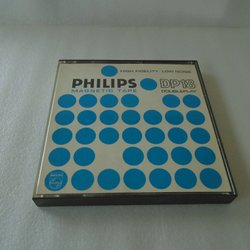 HIGH FIDELITY · LOW NOISE
PHILIPS DP18
MAGNETIC TAPE DOUBLEPLAY